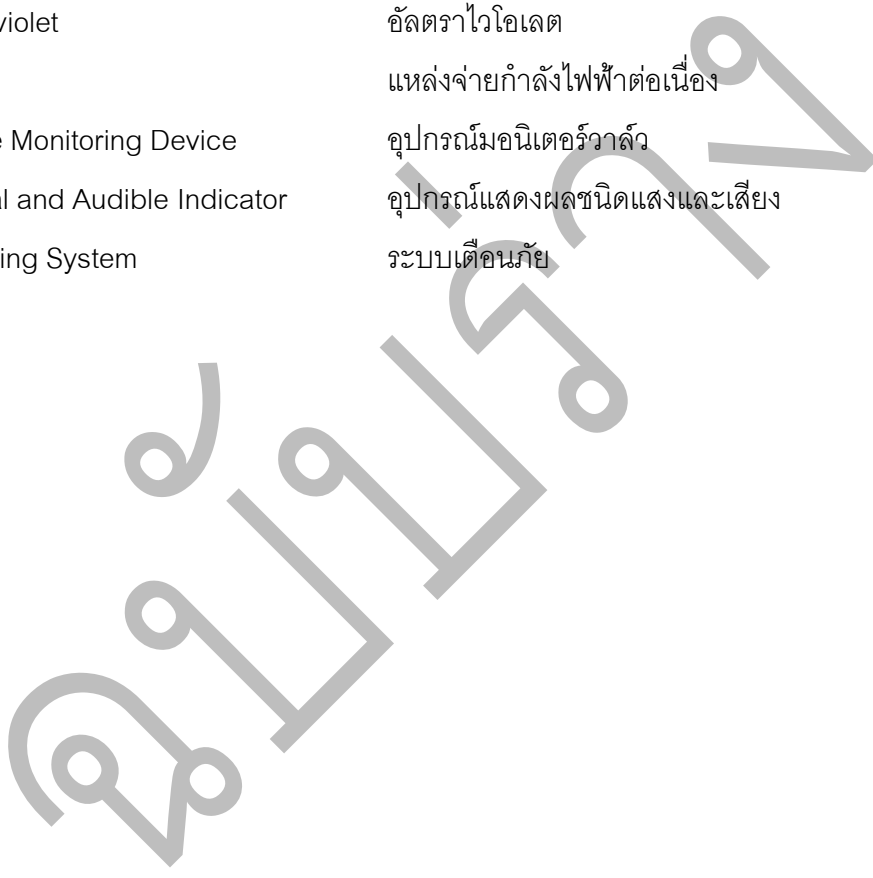 violet อัลตราไวโอเลต
แหล่งจ่ายกำลังไฟฟ้าต่อเนื่อง
Monitoring Device อุปกรณ์มอนิเตอร์วาล์ว
and Audible Indicator อุปกรณ์แสดงผลชนิดแสงและเสียง
ing System ระบบเตือนภัย
ฉบับร่าง